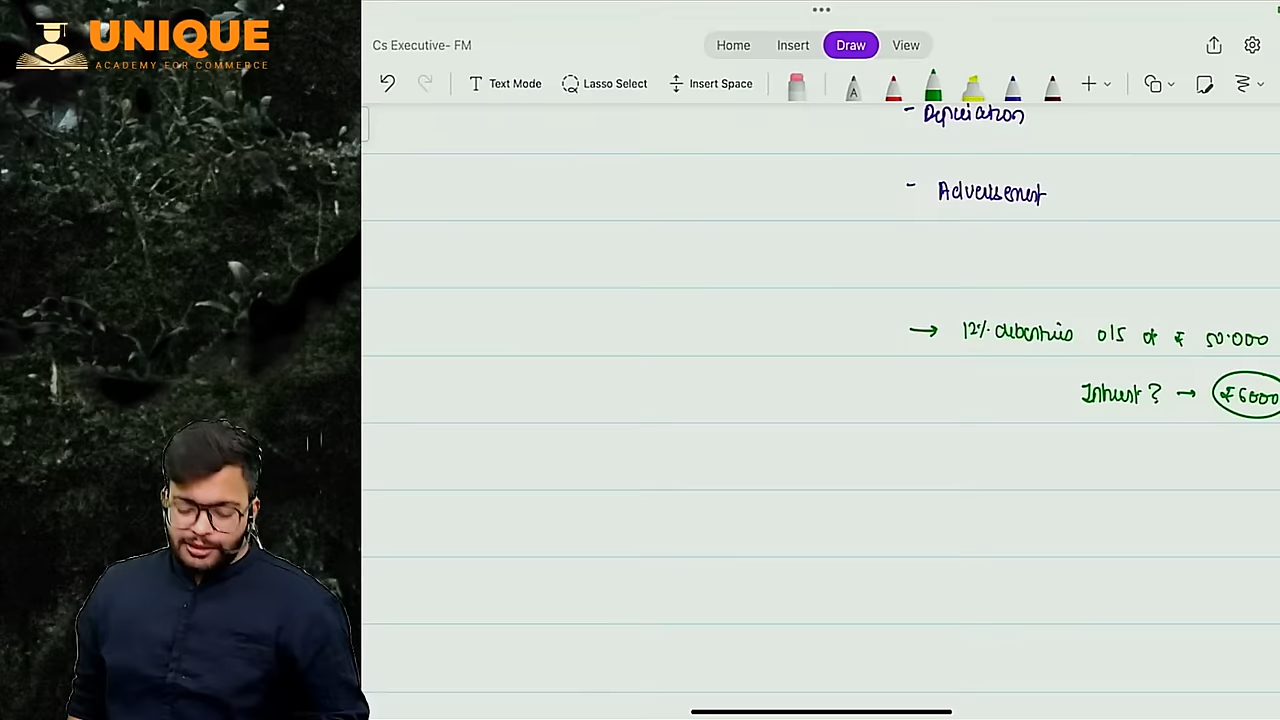 UNIQUE
ACADEMY FOR COMMERCE
Cs Executive- FM
Home Insert Draw View
Text Mode Lasso Select Insert Space
- Depreciation
- Advertisement
→ 12% debentures o/s of ₹ 50,000
Interest? → ₹6000